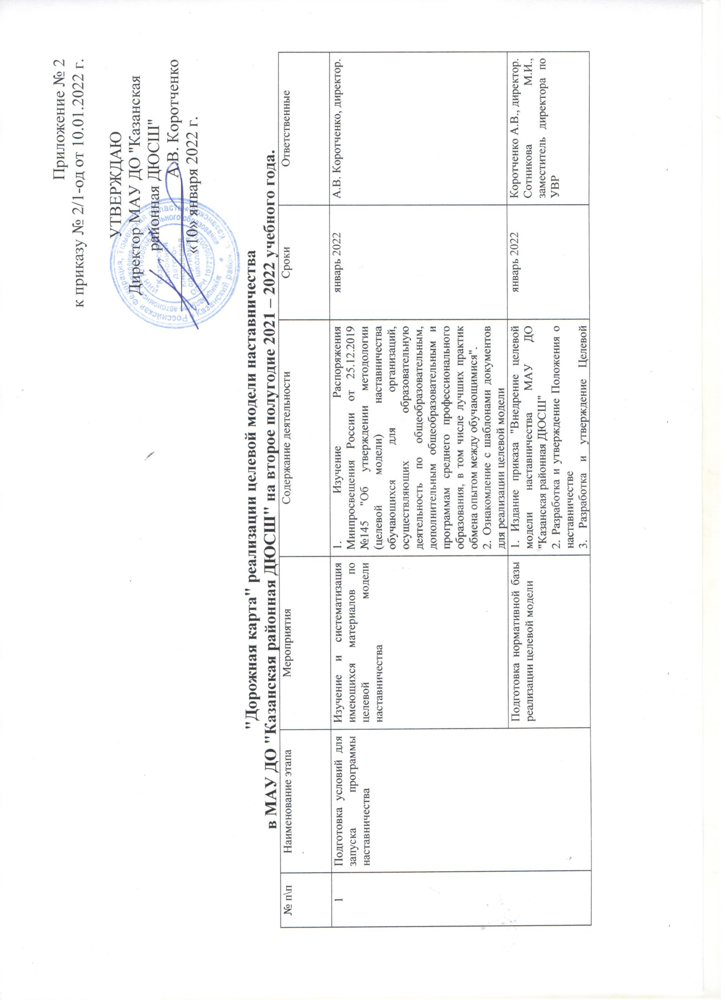 Приложение № 2
к приказу № 2/1-од от 10.01.2022 г.
УТВЕРЖДАЮ
Директор МАУ ДО "Казанская
районная ДЮСШ"
А.В. Коротченко
«10» января 2022 г.
"Дорожная карта" реализации целевой модели наставничества
в МАУ ДО "Казанская районная ДЮСШ" на второе полугодие 2021 – 2022 учебного года.
№ п\п
Наименование этапа
Мероприятия
Содержание деятельности
Сроки
Ответственные
1
Подготовка условий для
запуска программы
наставничества
Изучение и систематизация
имеющихся материалов по
целевой модели
наставничества
1. Изучение Распоряжения
Минпросвещения России от 25.12.2019
№145 "Об утверждении методологии
(целевой модели) наставничества
обучающихся для организаций,
осуществляющих образовательную
деятельность по общеобразовательным,
дополнительным общеобразовательным и
программам среднего профессионального
образования, в том числе лучших практик
обмена опытом между обучающимися".
2. Ознакомление с шаблонами документов
для реализации целевой модели
январь 2022
А.В. Коротченко, директор.
Подготовка нормативной базы
реализации целевой модели
1. Издание приказа "Внедрение целевой
модели наставничества МАУ ДО
"Казанская районная ДЮСШ"
2. Разработка и утверждение Положения о
наставничестве
3. Разработка и утверждение Целевой
январь 2022
Коротченко А.В., директор.
Сотникова М.И.,
заместитель директора по
УВР